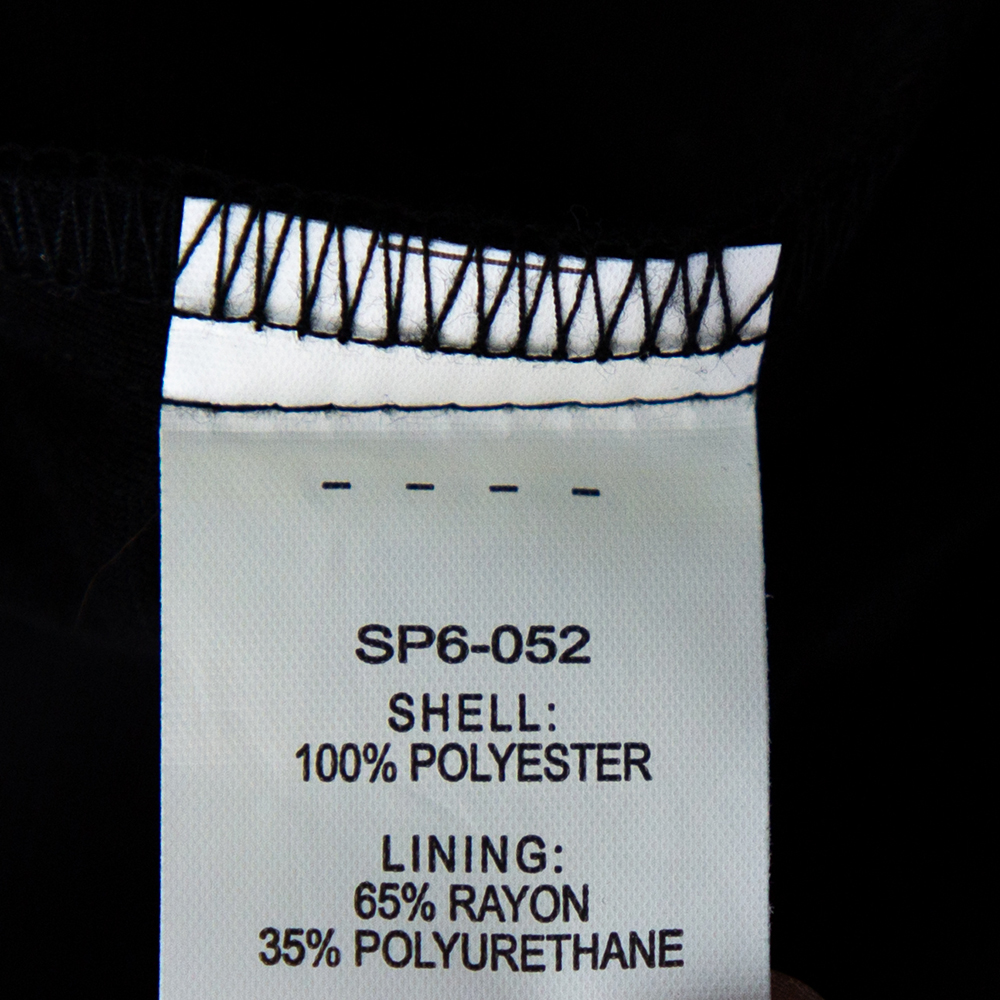 - - - -
SP6-052
SHELL:
100% POLYESTER
LINING:
65% RAYON
35% POLYURETHANE